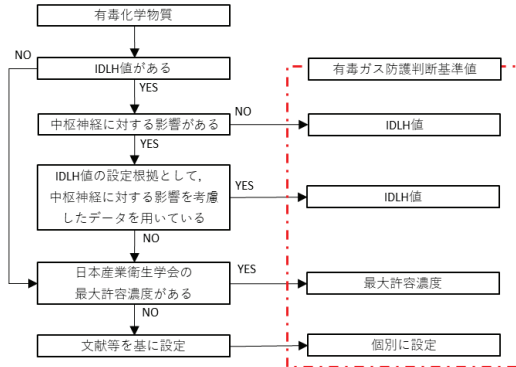 有毒化学物質
NO
IDLH値がある
有毒ガス防護判断基準値
YES
NO
中枢神経に対する影響がある
IDLH値
YES
IDLH値の設定根拠として,
中枢神経に対する影響を考慮
したデータを用いている
YES
IDLH値
NO
日本産業衛生学会の
最大許容濃度がある
YES
最大許容濃度
NO
文献等を基に設定
個別に設定